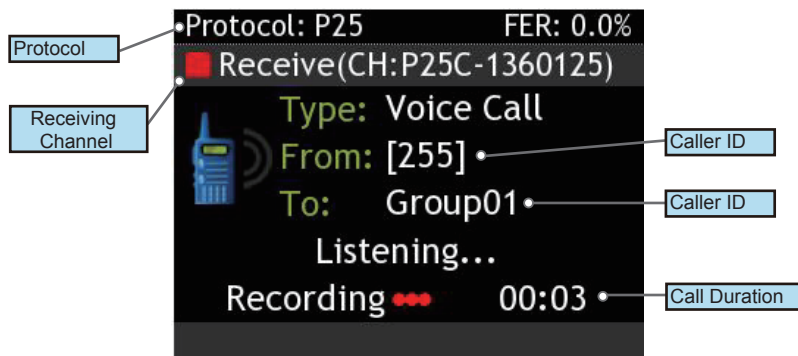 Protocol: P25 FER: 0.0%
Protocol
Receive(CH:P25C-1360125)
Receiving
Channel
Type: Voice Call
From: [255]
Caller ID
To: Group01
Caller ID
Listening...
Recording 00:03
Call Duration